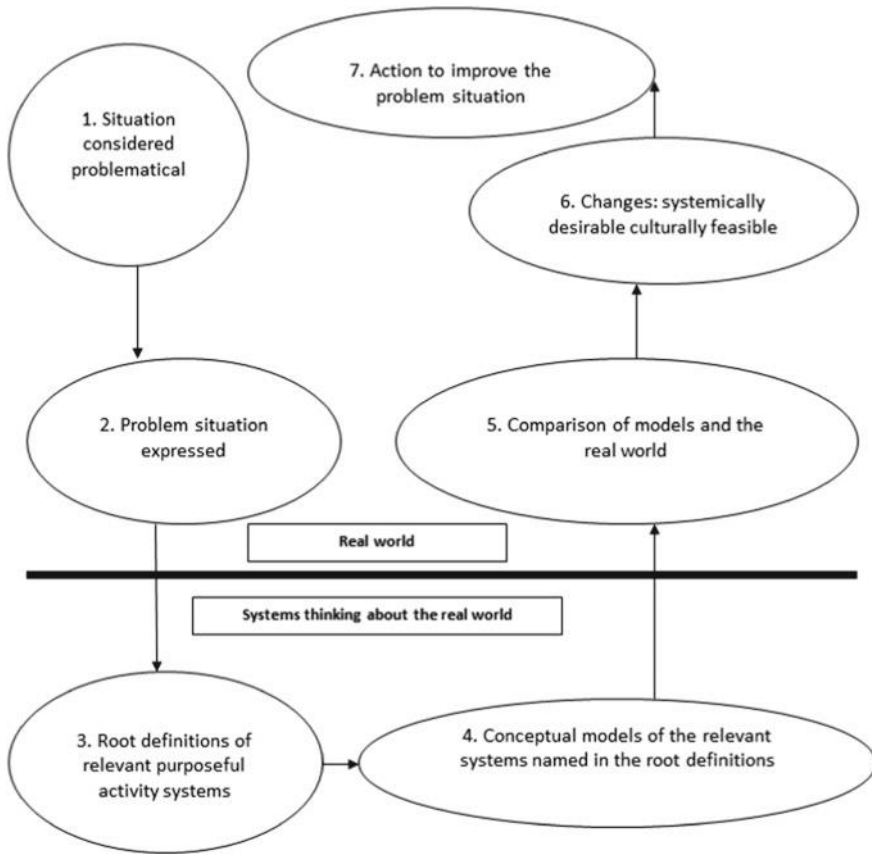 1. Situation
considered
problematical
2. Problem situation
expressed
Real world
Systems thinking about the real world
3. Root definitions of
relevant purposeful
activity systems
4. Conceptual models of the relevant
systems named in the root definitions
5. Comparison of models and the
real world
6. Changes: systemically
desirable culturally feasible
7. Action to improve the
problem situation